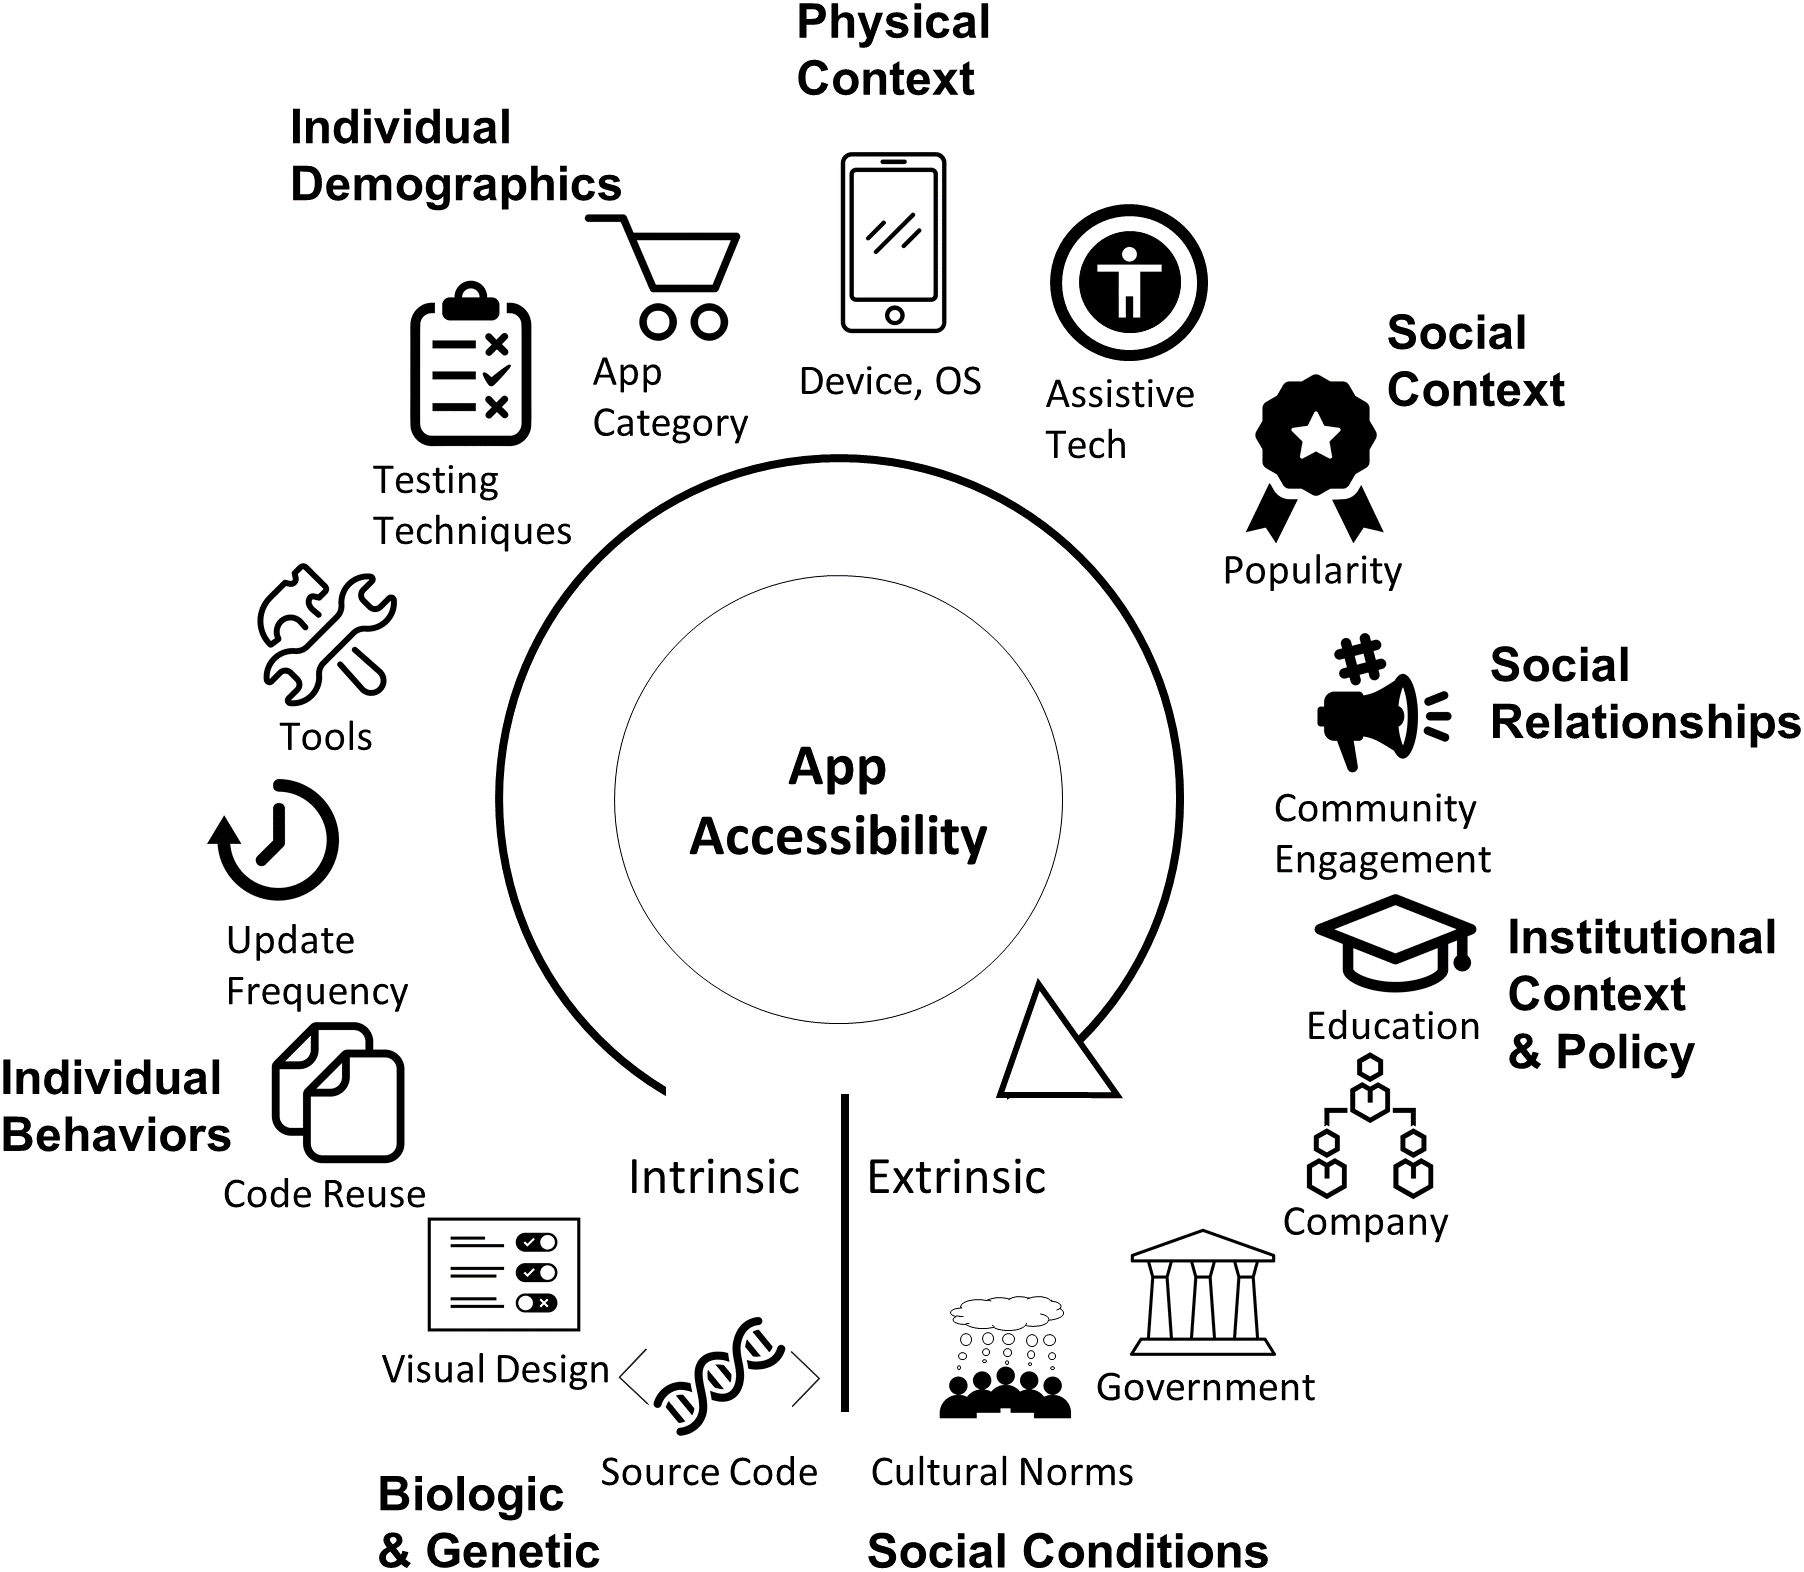 Physical
Context
Individual
Demographics
Social
Context
App
Category
Device, OS
Assistive
Tech
Testing
Techniques
Popularity
Social
Relationships
Tools
App
Accessibility
Community
Engagement
Update
Frequency
Institutional
Context
& Policy
Education
Individual
Behaviors
Code Reuse
Intrinsic
Extrinsic
Company
Visual Design
Government
Source Code
Cultural Norms
Biologic
& Genetic
Social Conditions